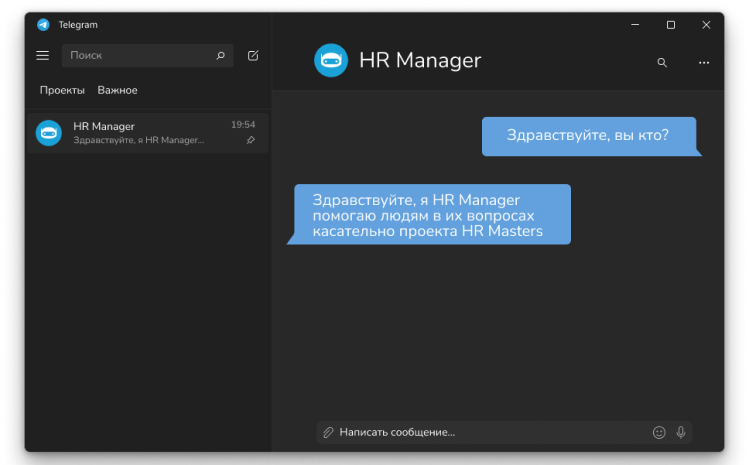 Telegram
Поиск
Проекты Важное
HR Manager 19:54
Здравствуйте, я HR Manager...
HR Manager
Здравствуйте, вы кто?
Здравствуйте, я HR Manager
помогаю людям в их вопросах
касательно проекта HR Masters
Написать сообщение...